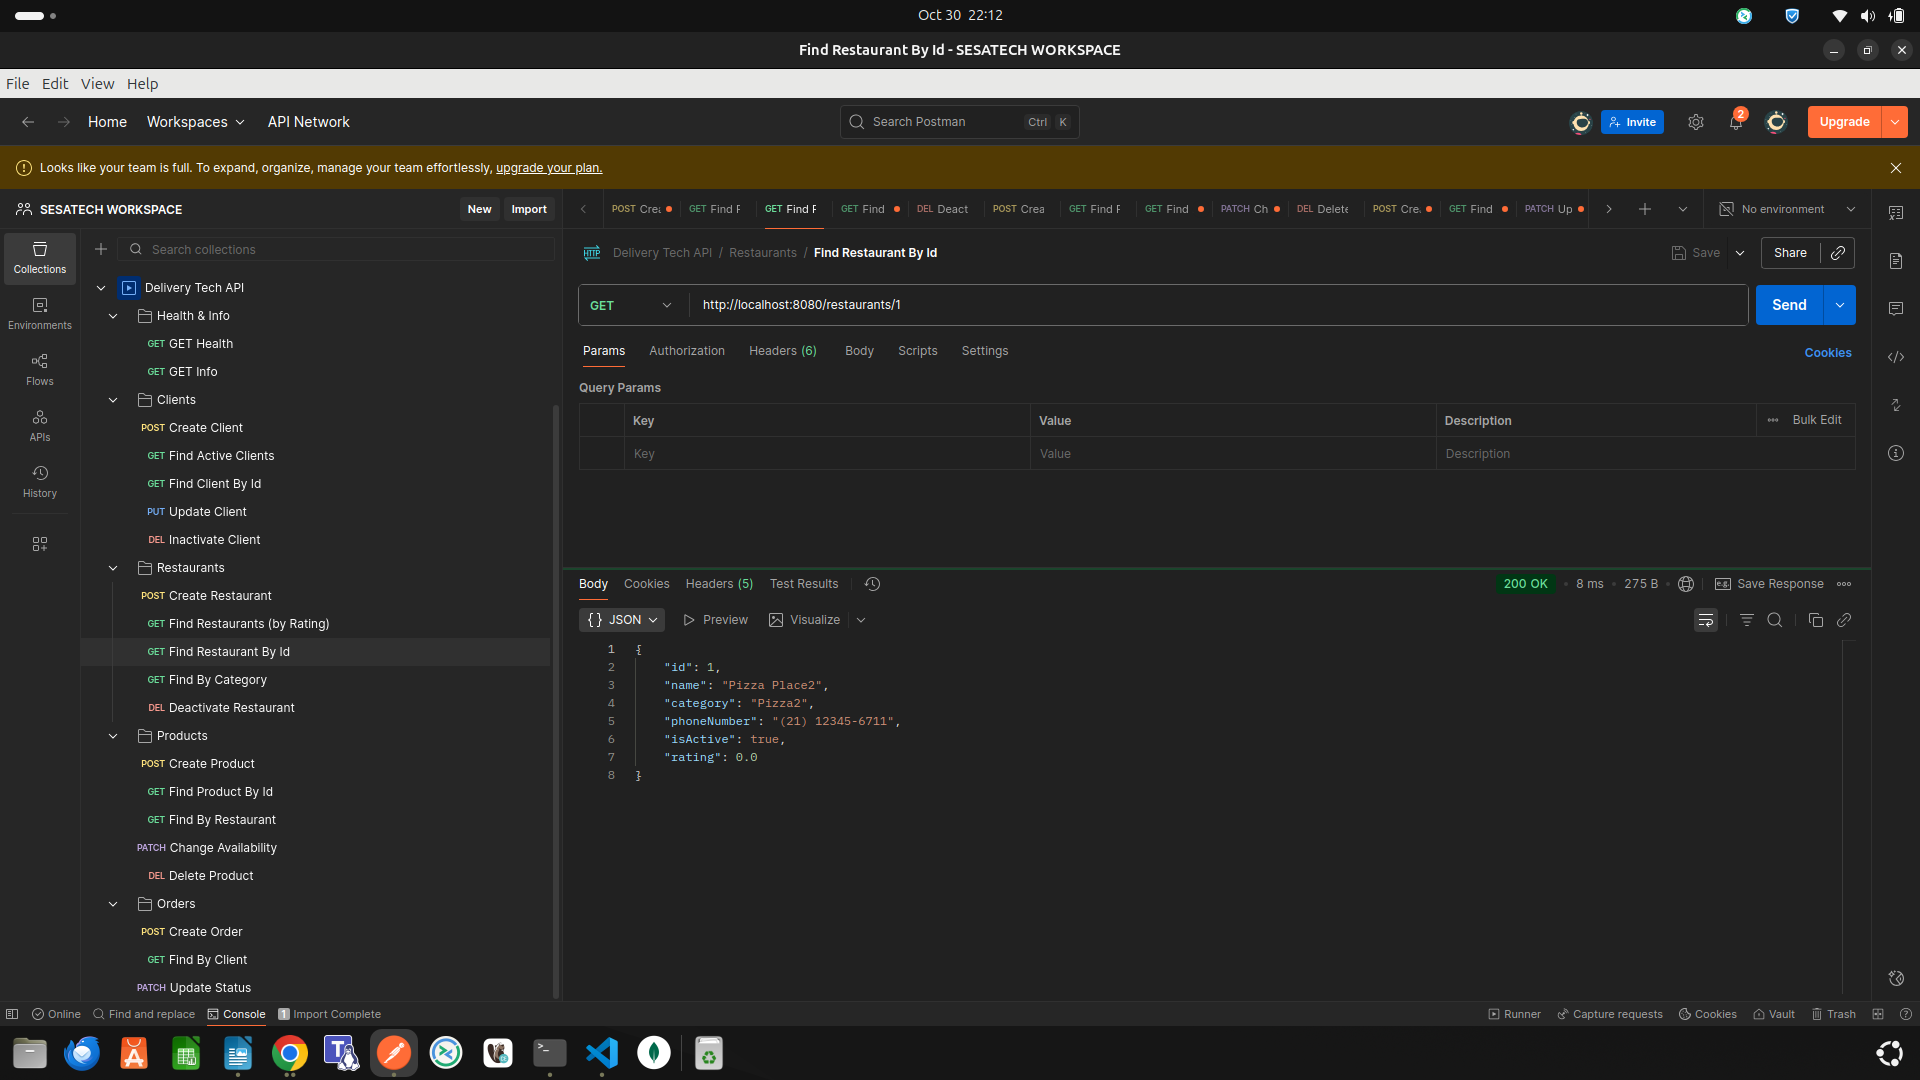 Oct 30 22:12
Find Restaurant By Id - SESATECH WORKSPACE
File Edit View Help
Home Workspaces API Network
Search Postman Ctrl K
Invite
2
Upgrade
Looks like your team is full. To expand, organize, manage your team effortlessly, upgrade your plan.
SESATECH WORKSPACE
New Import
POST Cre GET Find F GET Find F GET Find DEL Deact POST Crea GET Find F GET Find PATCH Ch DEL Delete POST Cre GET Find PATCH Up
No environment
Collections
Environments
Flows
APIs
History
Search collections
Delivery Tech API
Health & Info
GET GET Health
GET GET Info
Clients
POST Create Client
GET Find Active Clients
GET Find Client By Id
PUT Update Client
DEL Inactivate Client
Restaurants
POST Create Restaurant
GET Find Restaurants (by Rating)
GET Find Restaurant By Id
GET Find By Category
DEL Deactivate Restaurant
Products
POST Create Product
GET Find Product By Id
GET Find By Restaurant
PATCH Change Availability
DEL Delete Product
Orders
POST Create Order
GET Find By Client
PATCH Update Status
HTTP Delivery Tech API / Restaurants / Find Restaurant By Id
Save Share
GET http://localhost:8080/restaurants/1
Send
Params Authorization Headers (6) Body Scripts Settings
Cookies
Query Params
Key Value Description Bulk Edit
Key Value Description
Body Cookies Headers (5) Test Results
200 OK 8 ms 275 B e.g. Save Response
{} JSON Preview Visualize
1 {
2 "id": 1,
3 "name": "Pizza Place2",
4 "category": "Pizza2",
5 "phoneNumber": "(21) 12345-6711",
6 "isActive": true,
7 "rating": 0.0
8 }
Online Find and replace Console 1 Import Complete
Runner Capture requests Cookies Vault Trash